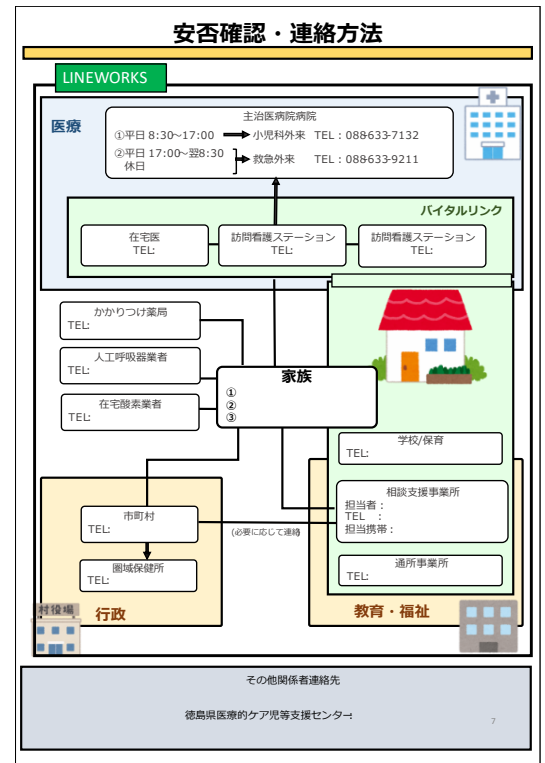 安否確認・連絡方法
LINEWORKS
医療
主治医病院病院
①平日 8:30～17:00 小児科外来 TEL：088-633-7132
②平日 17:00～翌8:30
休日
救急外来 TEL：088-633-9211
バイタルリンク
在宅医
TEL:
訪問看護ステーション
TEL:
訪問看護ステーション
TEL:
かかりつけ薬局
TEL:
人工呼吸器業者
TEL:
在宅酸素業者
TEL:
家族
①
②
③
学校/保育
TEL:
相談支援事業所
担当者：
TEL ：
担当携帯：
市町村
TEL:
(必要に応じて連絡)
圏域保健所
TEL:
通所事業所
TEL:
村役場
行政
教育・福祉
その他関係者連絡先
徳島県医療的ケア児等支援センター:
7